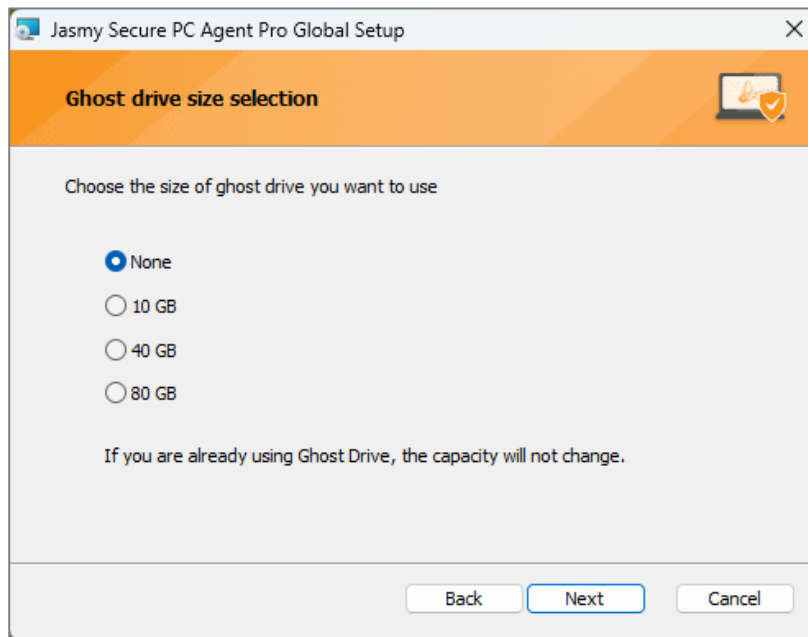 Jasmy Secure PC Agent Pro Global Setup
Ghost drive size selection
Choose the size of ghost drive you want to use
None
10 GB
40 GB
80 GB
If you are already using Ghost Drive, the capacity will not change.
Back Next Cancel